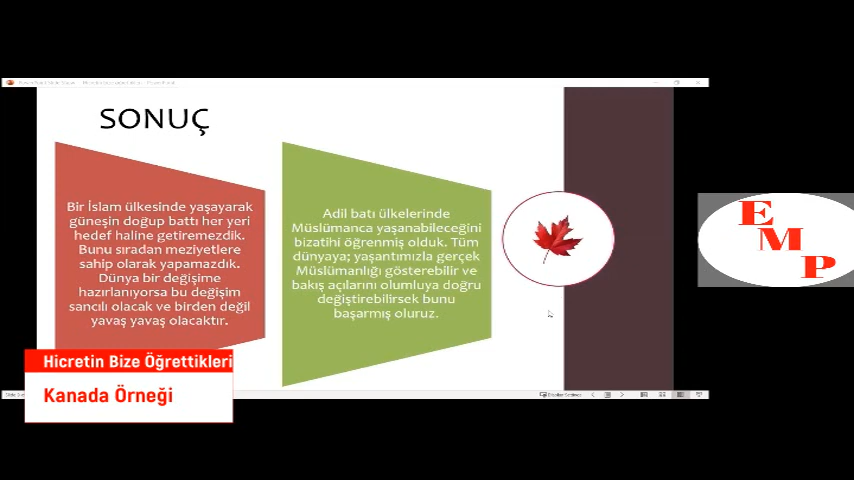 SONUÇ
Bir İslam ülkesinde yaşayarak
güneşin doğup battı her yeri
hedef haline getiremezdik.
Bunu sıradan meziyetlere
sahip olarak yapamazdık.
Dünya bir değişime
hazırlanıyorsa bu değişim
sancılı olacak ve birden değil
yavaş yavaş olacaktır.
Adil batı ülkelerinde
Müslümanca yaşanabileceğini
bizatihi öğrenmiş olduk. Tüm
dünyaya; yaşantımızla gerçek
Müslümanlığı gösterebilir ve
bakış açılarını olumluya doğru
değiştirebilirsek bunu
başarmış oluruz.
E
M
P
Hicretin Bize Öğrettikleri
Kanada Örneği
Display Settings